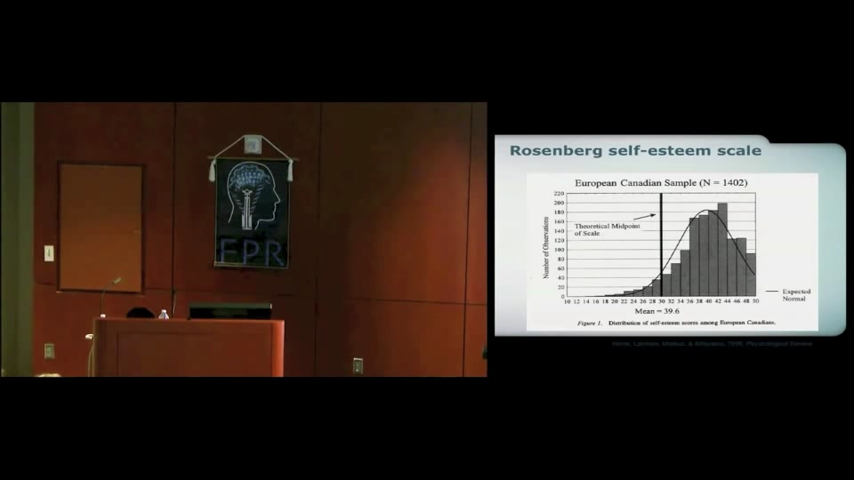 FPR
Rosenberg self-esteem scale
European Canadian Sample (N = 1402)
Number of Observations
220
200
180
160
140
120
100
80
60
40
20
0
Theoretical Midpoint
of Scale
10 12 14 16 18 20 22 24 26 28 30 32 34 36 38 40 42 44 46 48 50
Mean = 39.6
Expected
Normal
Figure 1. Distribution of self-esteem scores among European Canadians.